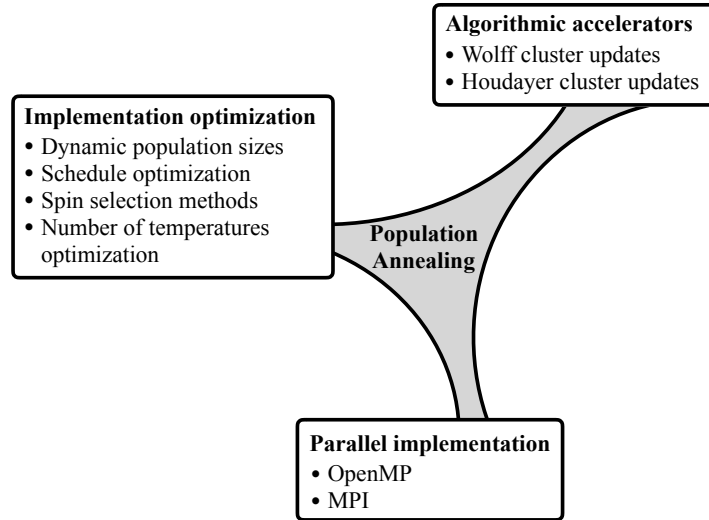 Algorithmic accelerators
• Wolff cluster updates
• Houdayer cluster updates
Implementation optimization
• Dynamic population sizes
• Schedule optimization
• Spin selection methods
• Number of temperatures
optimization
Population
Annealing
Parallel implementation
• OpenMP
• MPI